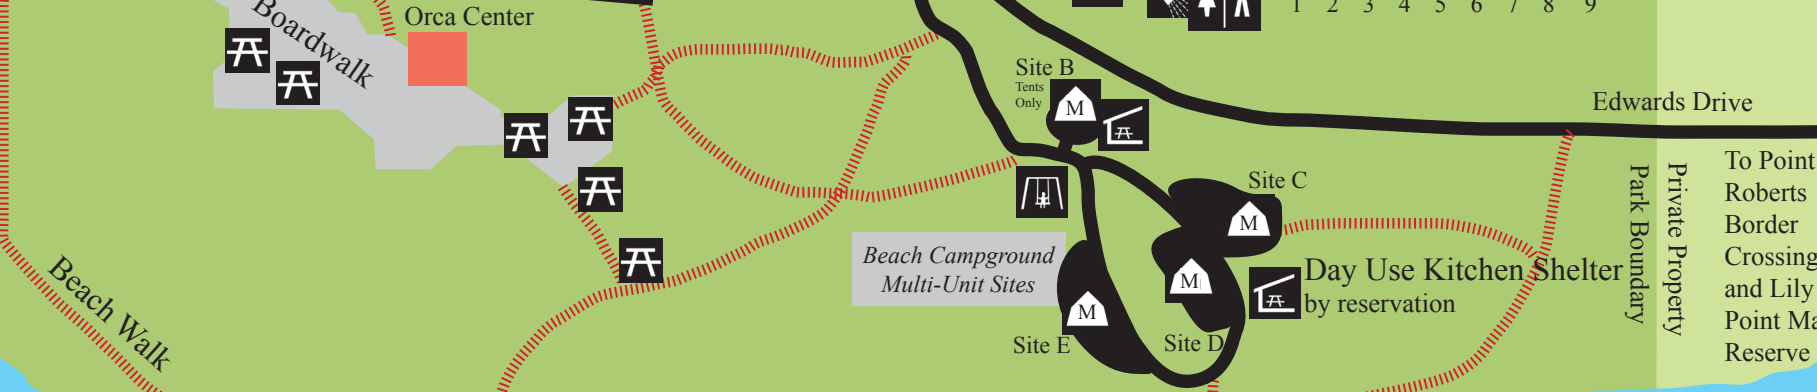 Orca Center
Boardwalk
1 2 3 4 5 6 7 8 9
Site B
Tents
Only
M
Edwards Drive
Site C
M
Beach Campground
Multi-Unit Sites
M
Day Use Kitchen Shelter
by reservation
M
Site E
Site D
Beach Walk
Park Boundary
Private Property
To Point
Roberts
Border
Crossing
and Lily
Point Ma
Reserve